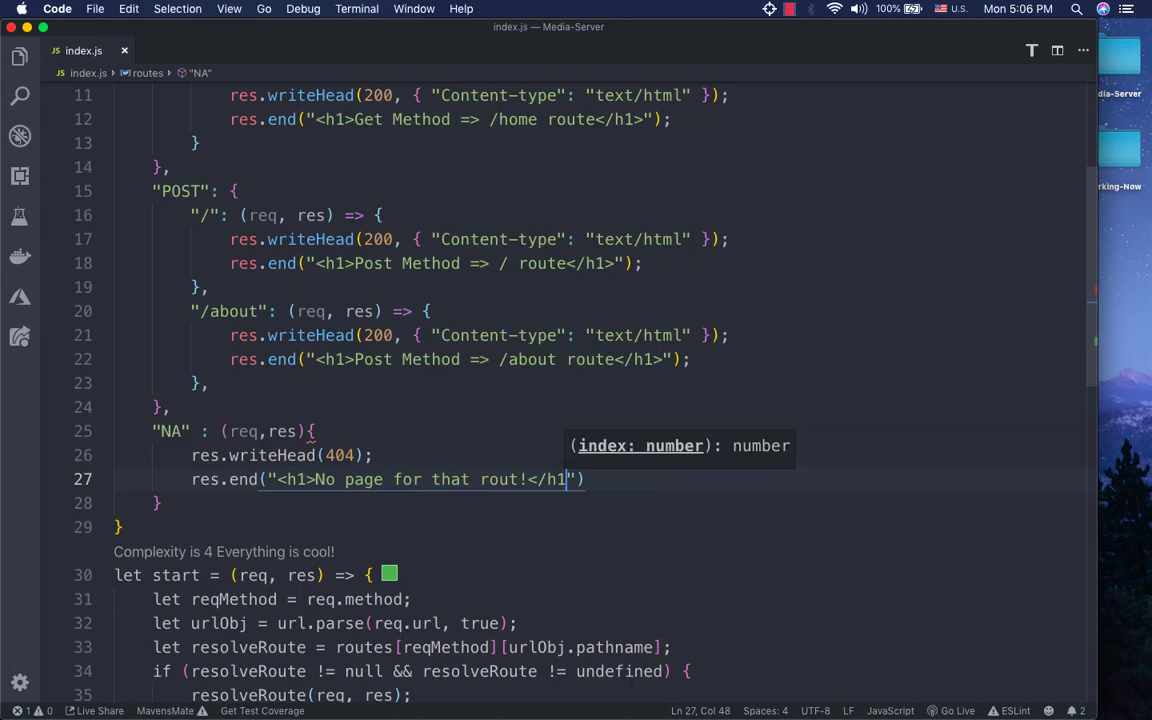 Code File Edit Selection View Go Debug Terminal Window Help 100% U.S. Mon 5:06 PM
index.js — Media-Server
JS index.js ×
JS index.js › routes › "NA"
dia-Server
rking-Now
11 res.writeHead(200, { "Content-type": "text/html" });
12 res.end("<h1>Get Method => /home route</h1>");
13 }
14 },
15 "POST": {
16 "/": (req, res) => {
17 res.writeHead(200, { "Content-type": "text/html" });
18 res.end("<h1>Post Method => / route</h1>");
19 },
20 "/about": (req, res) => {
21 res.writeHead(200, { "Content-type": "text/html" });
22 res.end("<h1>Post Method => /about route</h1>");
23 },
24 },
25 "NA" : (req,res){
(index: number): number
26 res.writeHead(404);
27 res.end("<h1>No page for that rout!</h1")
28 }
29 }
Complexity is 4 Everything is cool!
30 let start = (req, res) => {
31 let reqMethod = req.method;
32 let urlObj = url.parse(req.url, true);
33 let resolveRoute = routes[reqMethod][urlObj.pathname];
34 if (resolveRoute != null && resolveRoute != undefined) {
35 resolveRoute(req, res);
1 0 Live Share MavensMate Get Test Coverage Ln 27, Col 48 Spaces: 4 UTF-8 LF JavaScript Go Live ESLint 2